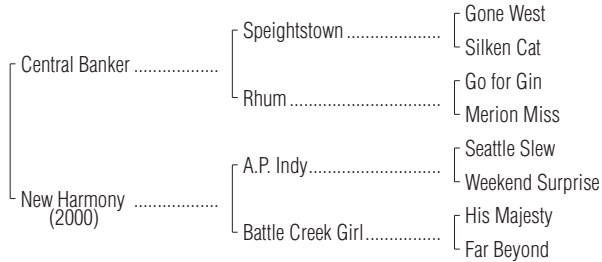 Gone West
Speightstown ...................
Silken Cat
Central Banker .................
Go for Gin
Rhum ..............................
Merion Miss
Seattle Slew
A.P. Indy..........................
Weekend Surprise
New Harmony .................
(2000)
His Majesty
Battle Creek Girl...............
Far Beyond